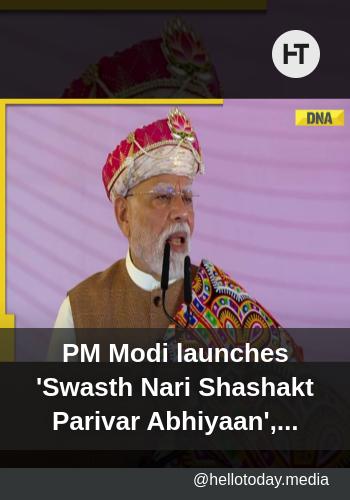 HT
DNA
PM Modi launches
'Swasth Nari Shashakt
Parivar Abhiyaan',...
@hellotoday.media